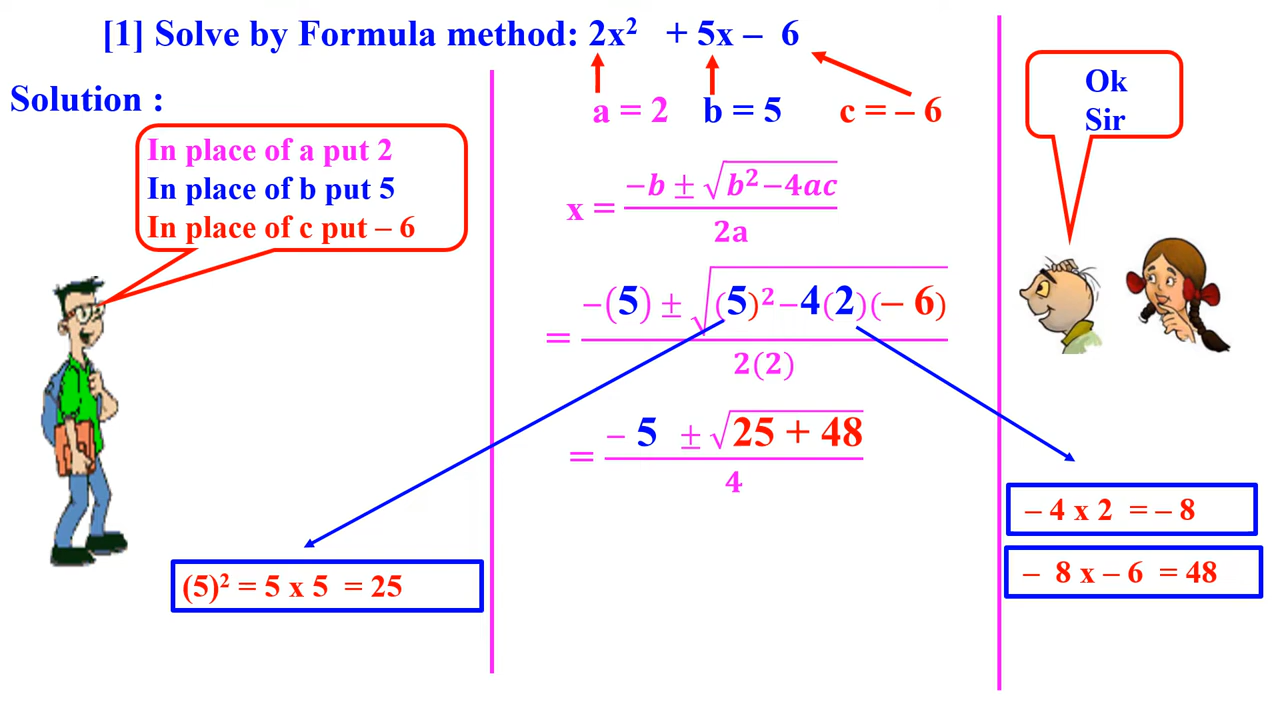 [1] Solve by Formula method: 2x² + 5x – 6
Solution :
a = 2 b = 5 c = – 6
In place of a put 2
In place of b put 5
In place of c put – 6
Ok
Sir
x = (−b ± √(b² −4ac)) / 2a
= (−(5) ± √((5)² −4(2)(– 6))) / 2(2)
= (– 5 ± √(25 + 48)) / 4
– 4 x 2 = – 8
– 8 x – 6 = 48
(5)² = 5 x 5 = 25